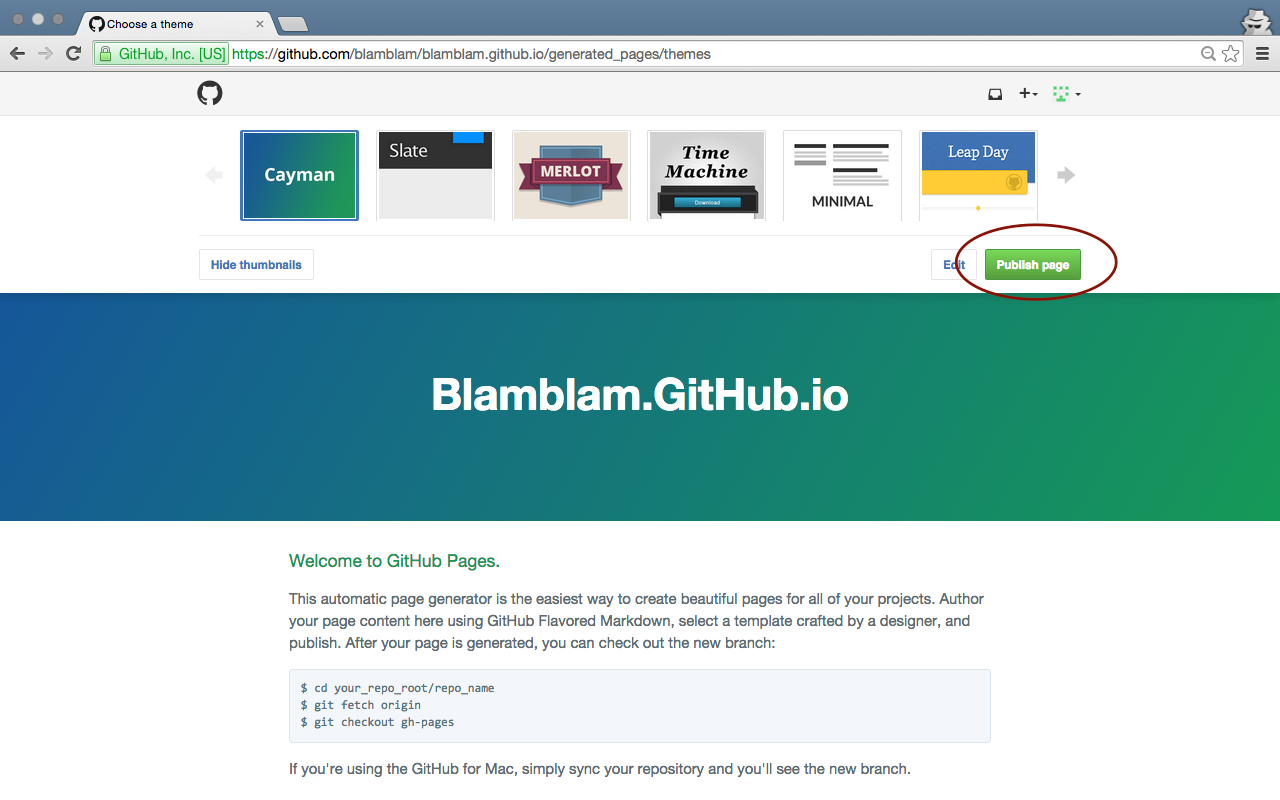 Choose a theme
GitHub, Inc. [US] https://github.com/blamblam/blamblam.github.io/generated_pages/themes
Cayman
Slate
MERLOT
Time
Machine
Download
MINIMAL
Leap Day
Hide thumbnails
Edit
Publish page
Blamblam.GitHub.io
Welcome to GitHub Pages.
This automatic page generator is the easiest way to create beautiful pages for all of your projects. Author
your page content here using GitHub Flavored Markdown, select a template crafted by a designer, and
publish. After your page is generated, you can check out the new branch:
$ cd your_repo_root/repo_name
$ git fetch origin
$ git checkout gh-pages
If you're using the GitHub for Mac, simply sync your repository and you'll see the new branch.